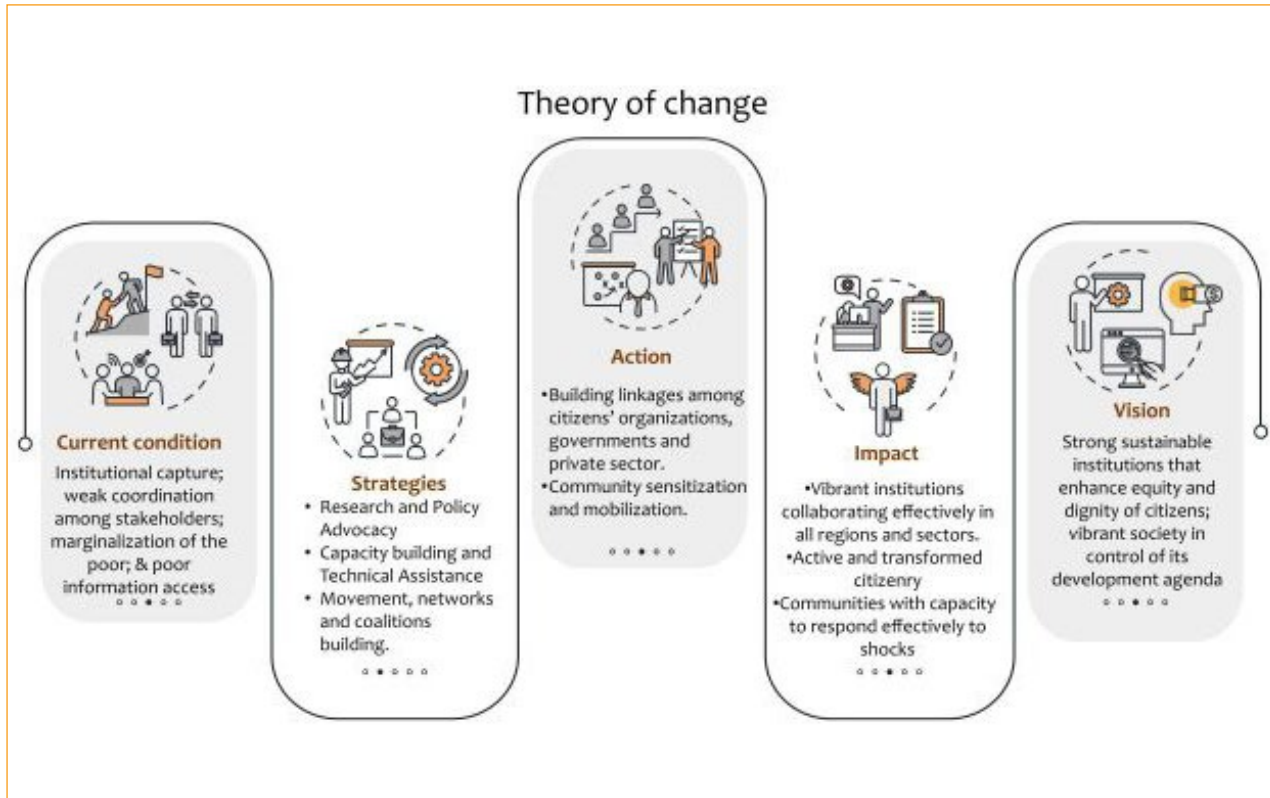 Theory of change
Current condition
Institutional capture;
weak coordination
among stakeholders;
marginalization of the
poor; & poor
information access
Strategies
• Research and Policy
Advocacy
• Capacity building and
Technical Assistance
• Movement, networks
and coalitions
building.
Action
•Building linkages among
citizens’ organizations,
governments and
private sector.
•Community sensitization
and mobilization.
Impact
•Vibrant institutions
collaborating effectively in
all regions and sectors.
•Active and transformed
citizenry
•Communities with capacity
to respond effectively to
shocks
Vision
Strong sustainable
institutions that
enhance equity and
dignity of citizens;
vibrant society in
control of its
development agenda